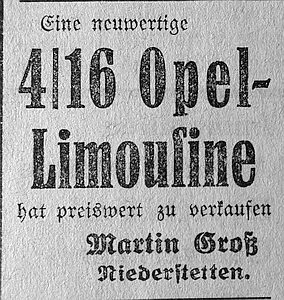 Eine neuwertige
4|16 Opel-
Limouſine
hat preiswert zu verkaufen
Martin Groß
Niederſtetten.